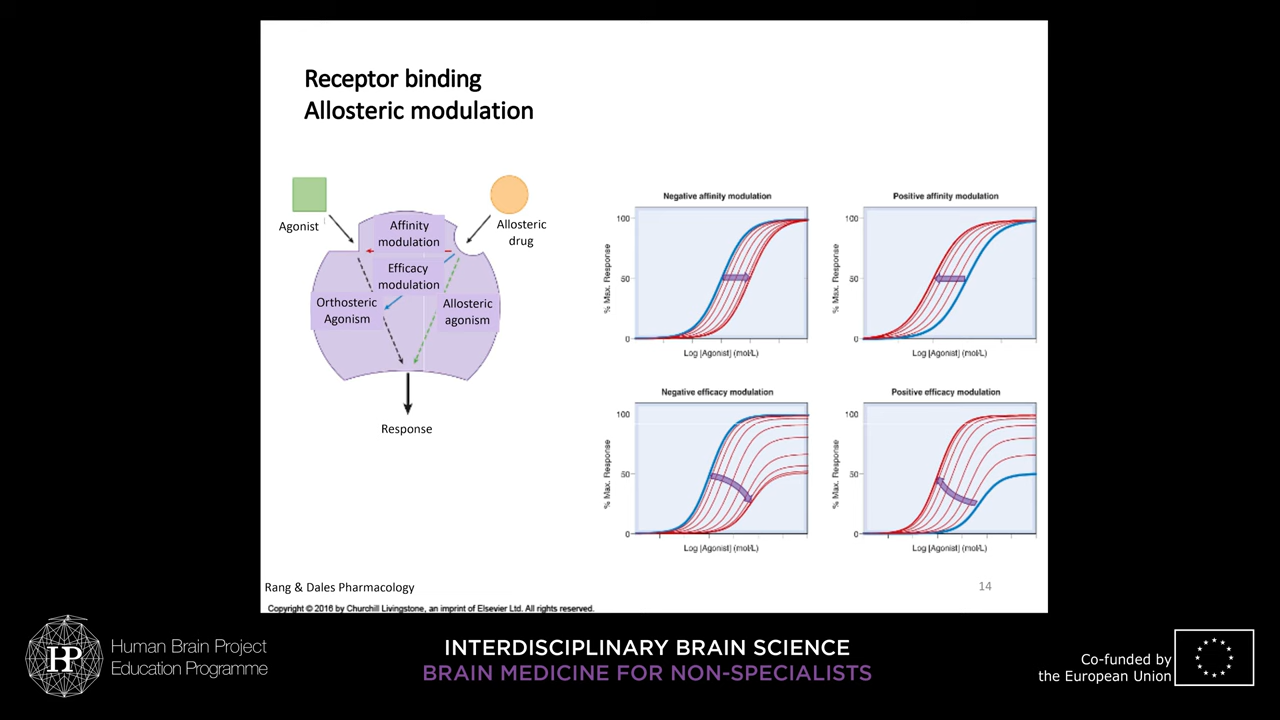 Receptor binding
Allosteric modulation
Agonist
Allosteric
drug
Affinity
modulation
Efficacy
modulation
Orthosteric
Agonism
Allosteric
agonism
Response
Negative affinity modulation
100
50
0
% Max. Response
Log [Agonist] (mol/L)
Positive affinity modulation
100
50
0
% Max. Response
Log [Agonist] (mol/L)
Negative efficacy modulation
100
50
0
% Max. Response
Log [Agonist] (mol/L)
Positive efficacy modulation
100
50
0
% Max. Response
Log [Agonist] (mol/L)
Rang & Dales Pharmacology
14
Copyright © 2016 by Churchill Livingstone, an imprint of Elsevier Ltd. All rights reserved.
HBP
Human Brain Project
Education Programme
INTERDISCIPLINARY BRAIN SCIENCE
BRAIN MEDICINE FOR NON-SPECIALISTS
Co-funded by
the European Union